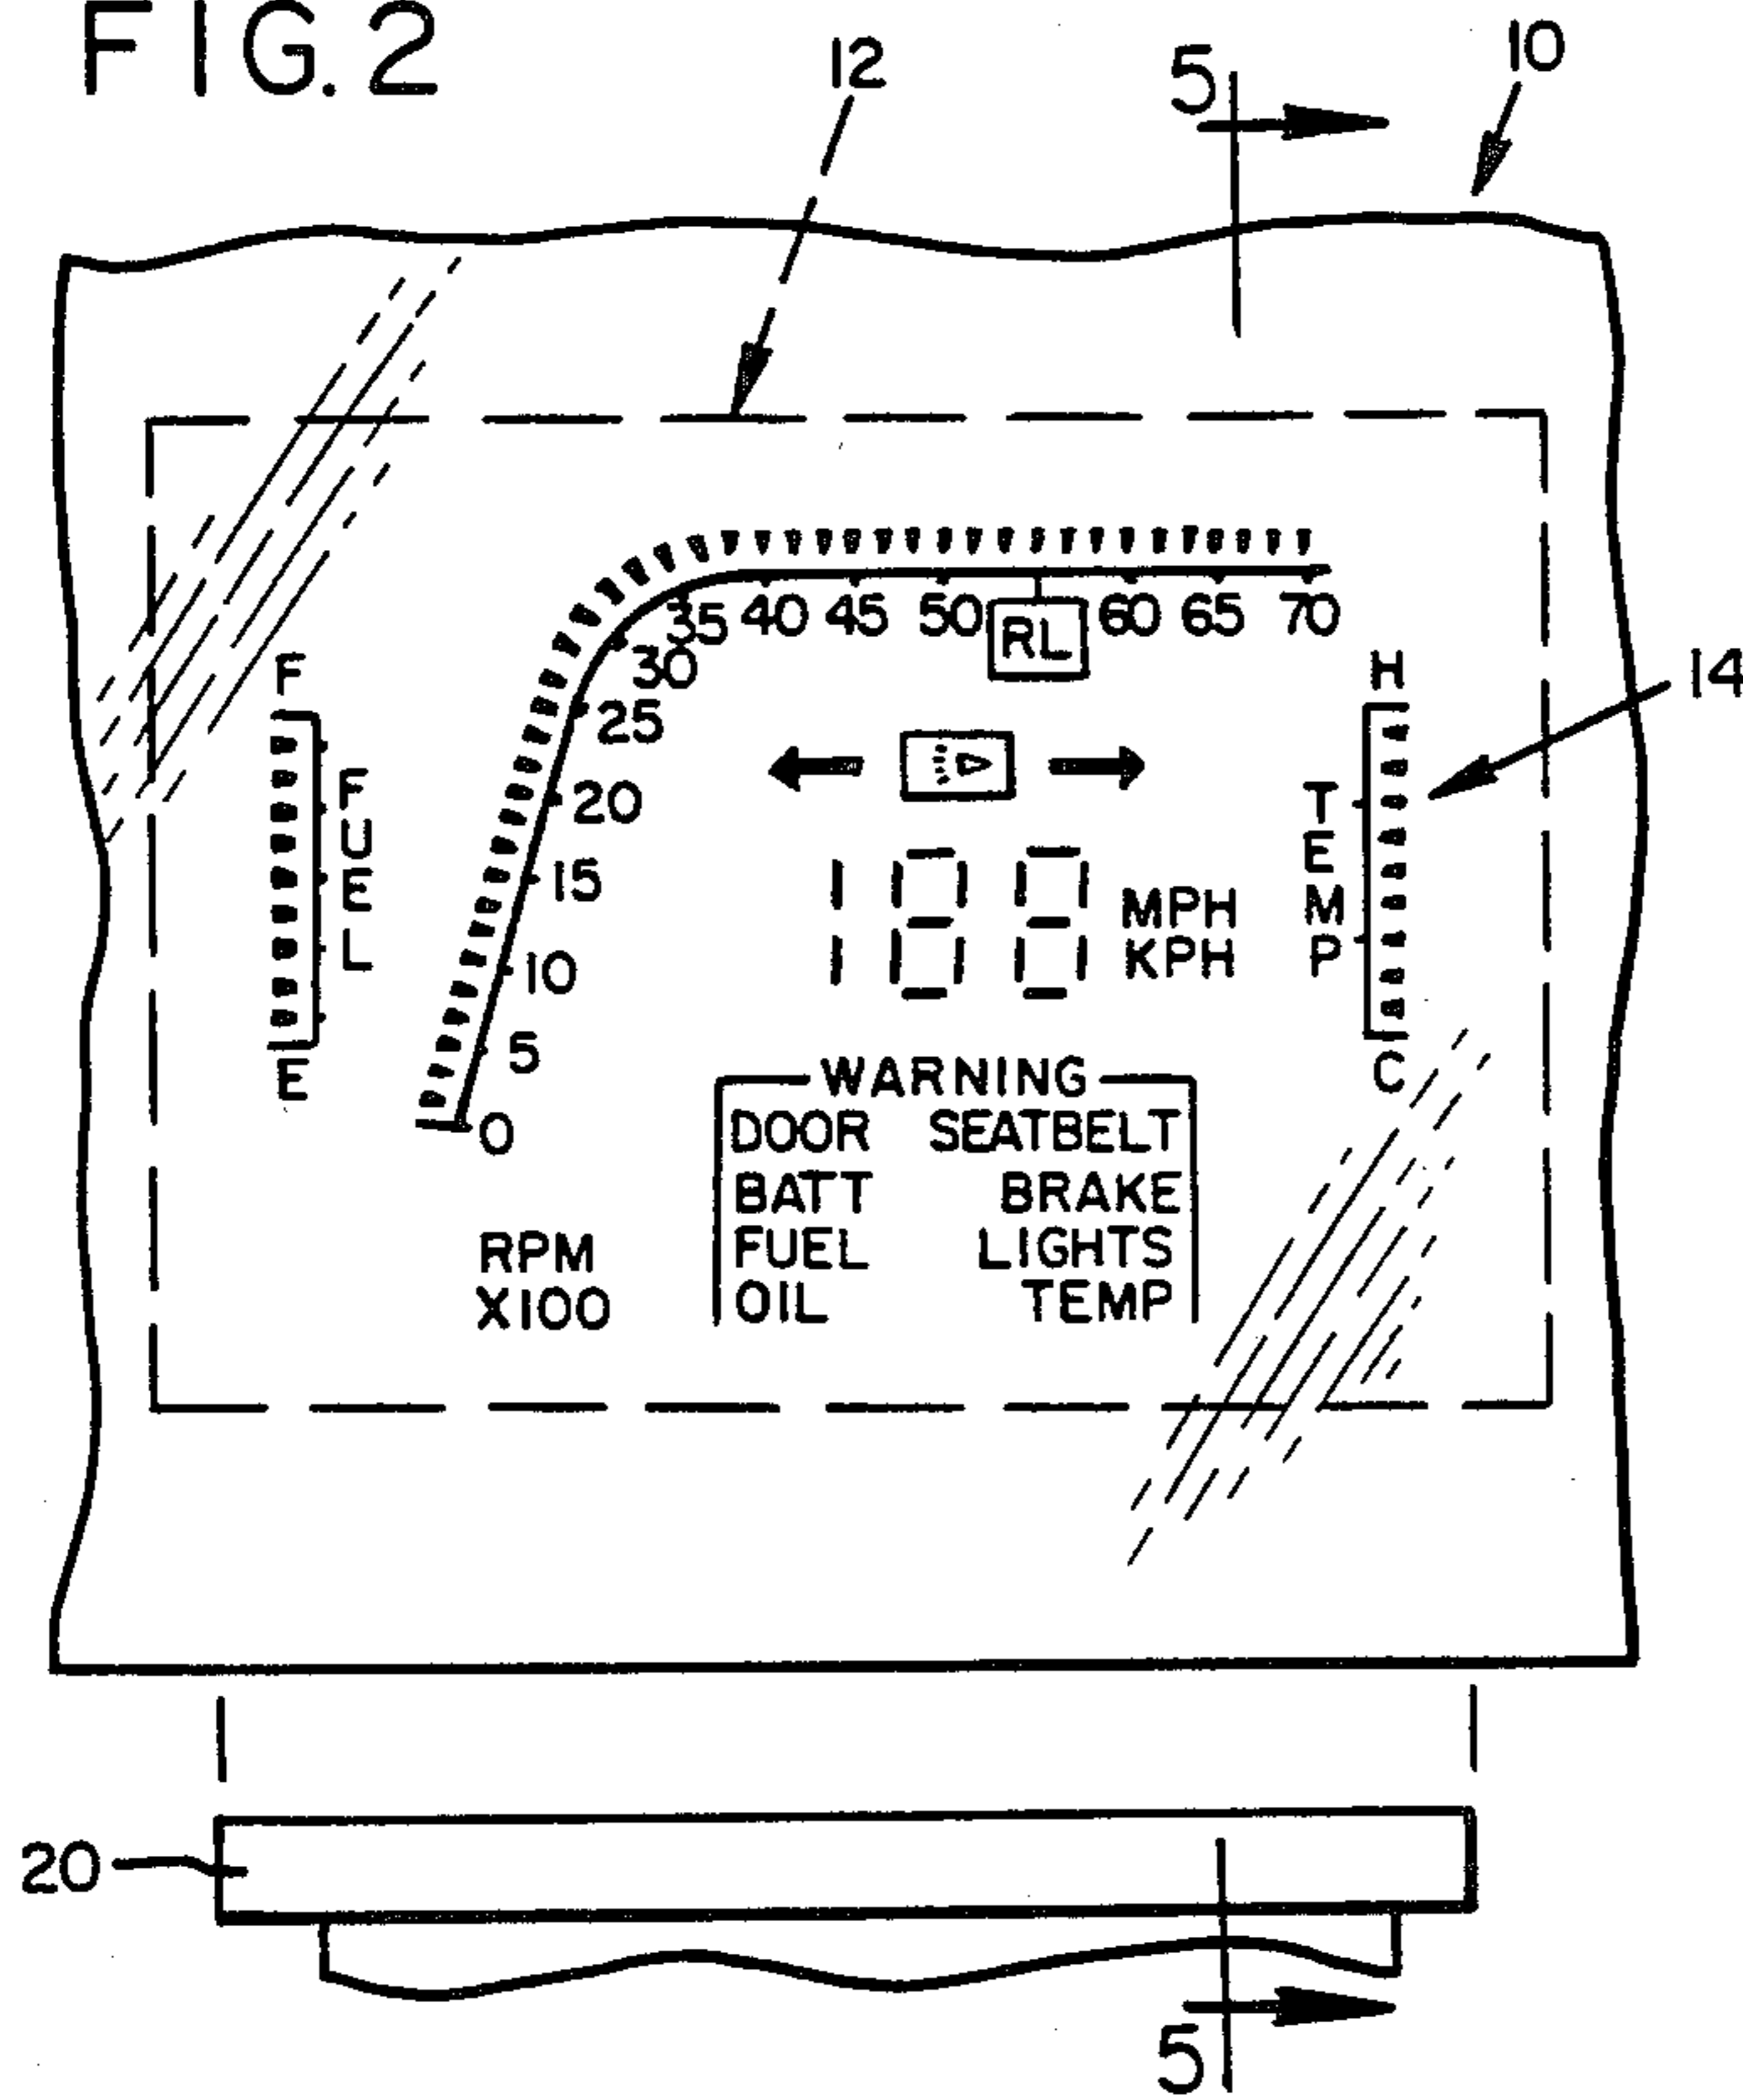 FIG. 2
12
5
10
35 40 45 50 RL 60 65 70
30
25
20
15
10
5
0
F
FUEL
E
H
14
TEMP
C
188
MPH
KPH
WARNING
DOOR SEATBELT
BATT BRAKE
FUEL LIGHTS
OIL TEMP
RPM
X100
20
5